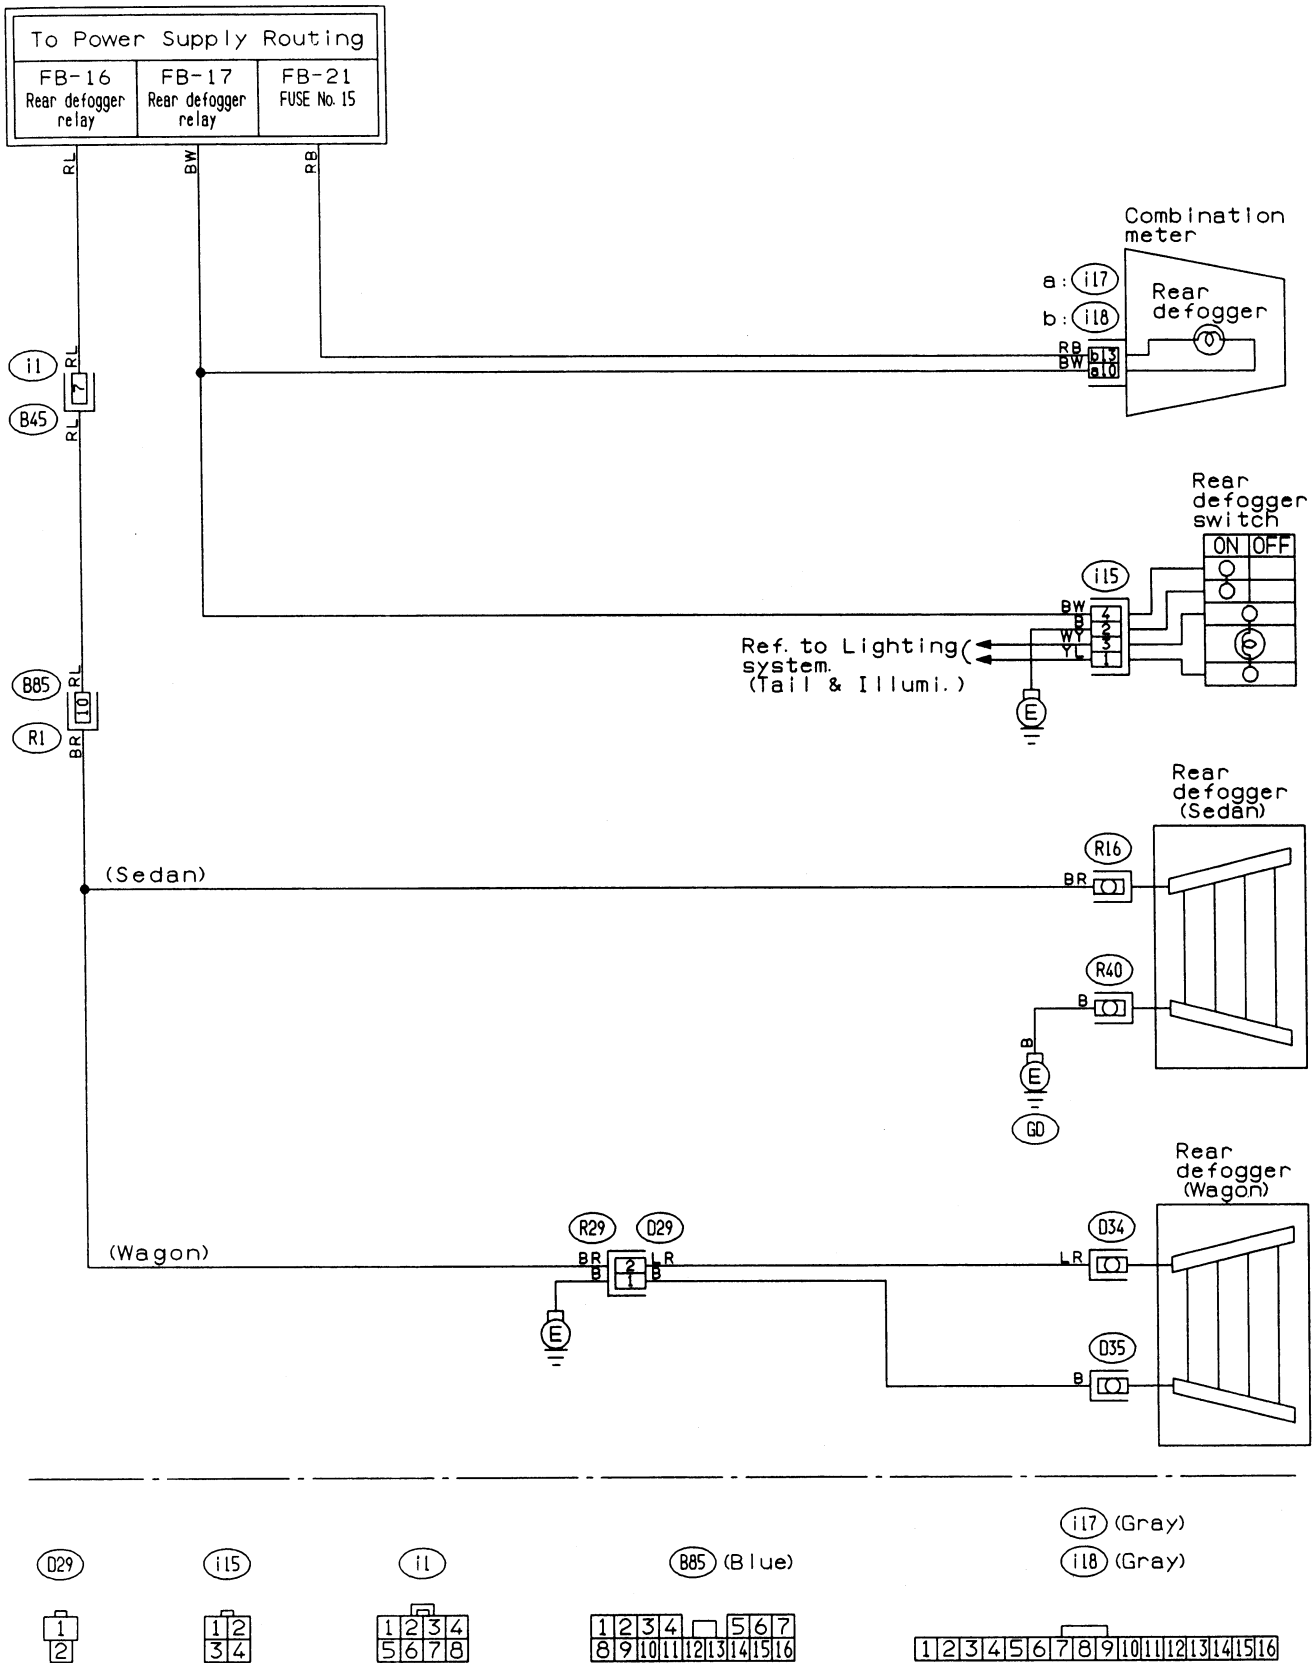 To Power Supply Routing
FB-16
Rear defogger
relay
FB-17
Rear defogger
relay
FB-21
FUSE No. 15
RL
BW
RB
Combination
meter
a: i17
b: i18
Rear
defogger
RB
BW
b13
a10
RL
i1
7
B45
RL
Rear
defogger
switch
ON OFF
i15
BW
B
WY
YL
4
2
3
1
Ref. to Lighting
system.
(Tail & Illumi.)
E
RL
B85
10
R1
BR
Rear
defogger
(Sedan)
(Sedan)
R16
BR
R40
B
B
E
GD
Rear
defogger
(Wagon)
(Wagon)
R29 D29
BR 2 LR
B 1 B
E
D34
LR
D35
B
i17 (Gray)
D29
i15
i1
B85 (Blue)
i18 (Gray)
1
2
1 2
3 4
1 2 3 4
5 6 7 8
1 2 3 4 5 6 7
8 9 10 11 12 13 14 15 16
1 2 3 4 5 6 7 8 9 10 11 12 13 14 15 16